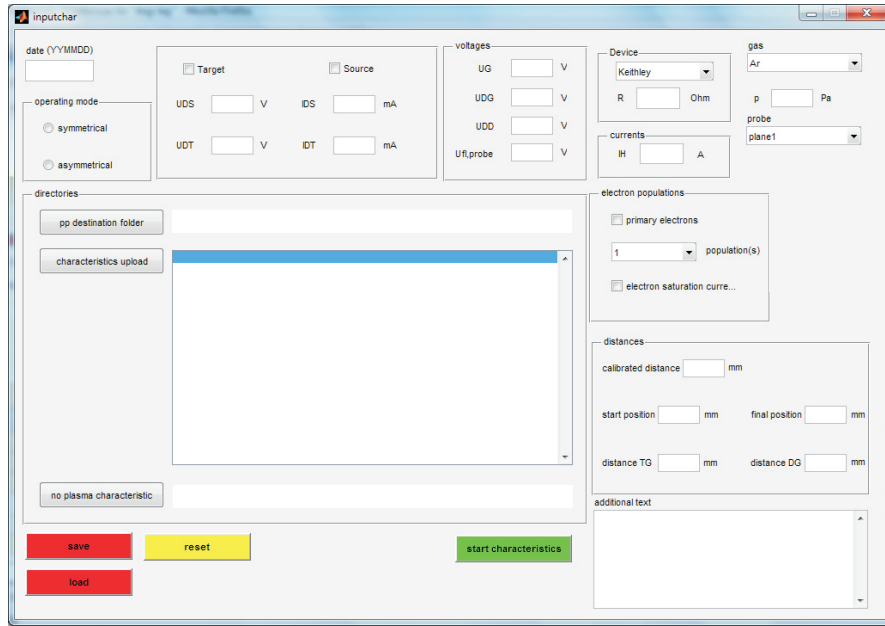 inputchar
date (YYMMDD)
operating mode
symmetrical
asymmetrical
Target
Source
UDS V IDS mA
UDT V IDT mA
voltages
UG V
UDG V
UDD V
Ufl,probe V
Device
Keithley
R Ohm
currents
IH A
gas
Ar
p Pa
probe
plane1
directories
pp destination folder
characteristics upload
no plasma characteristic
electron populations
primary electrons
1 population(s)
electron saturation curre...
distances
calibrated distance mm
start position mm final position mm
distance TG mm distance DG mm
additional text
save
reset
start characteristics
load